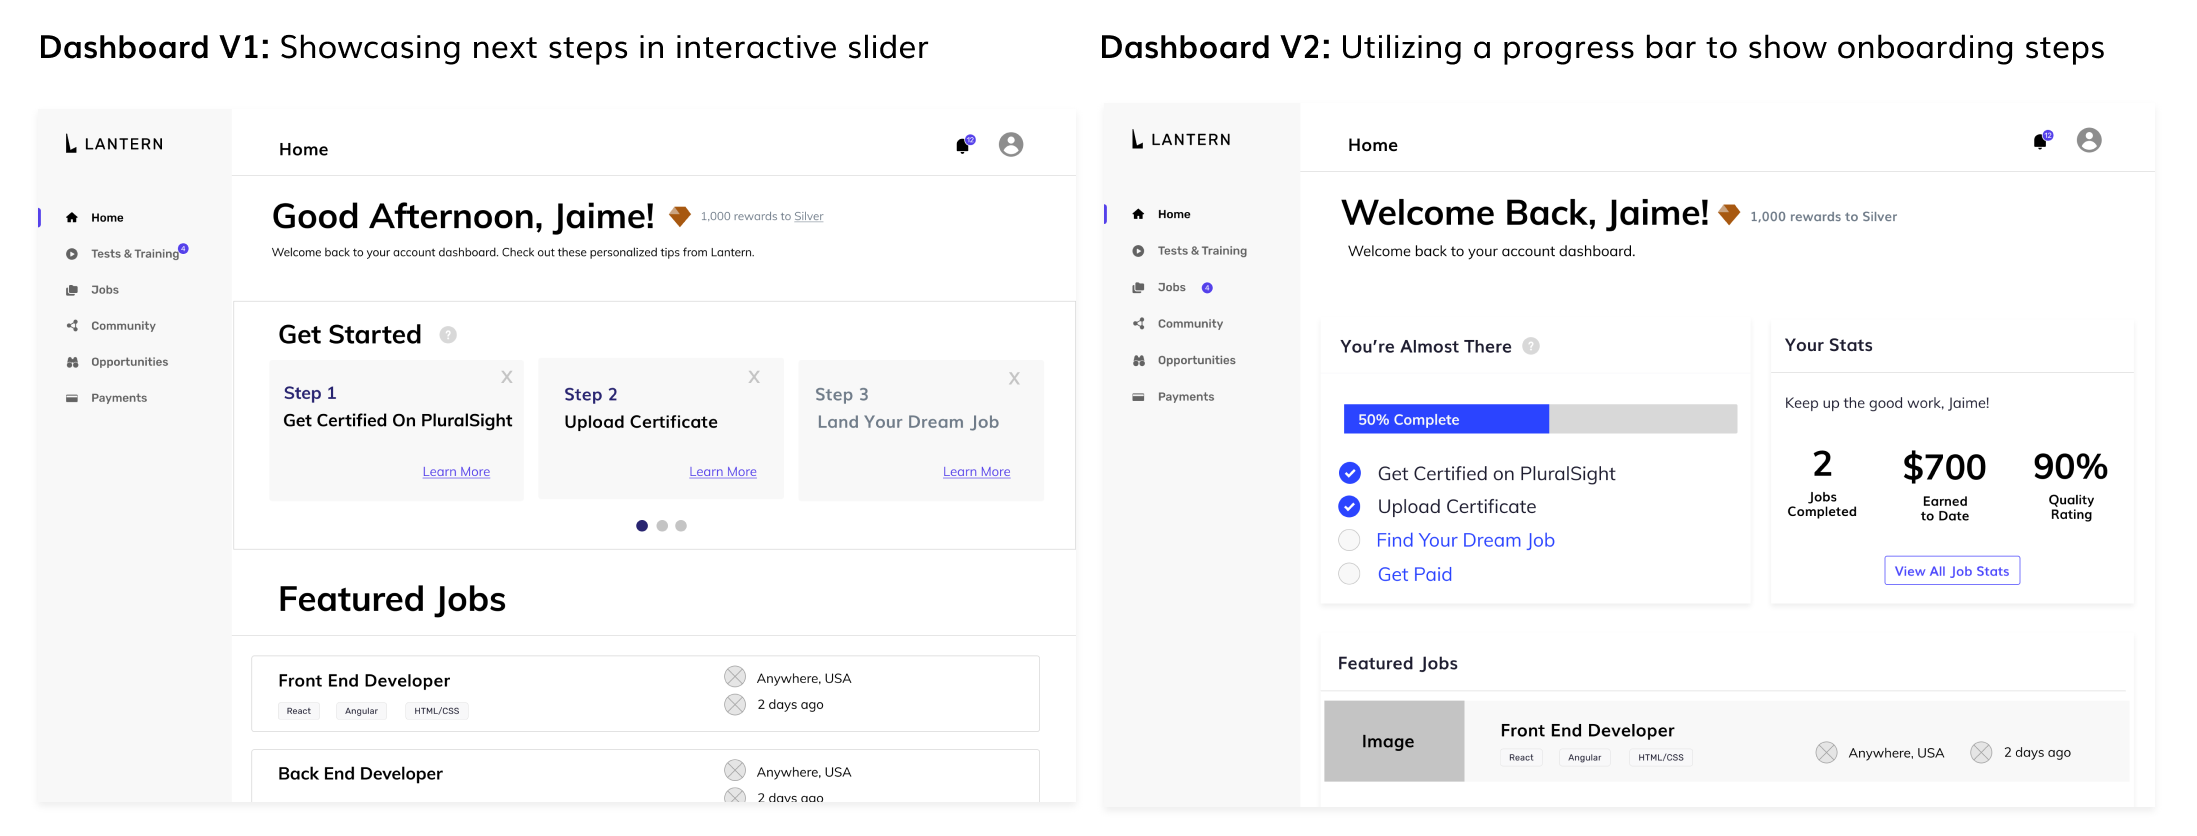 Dashboard V1: Showcasing next steps in interactive slider
LANTERN
Home
12
Home
Tests & Training 4
Jobs
Community
Opportunities
Payments
Good Afternoon, Jaime! 1,000 rewards to Silver
Welcome back to your account dashboard. Check out these personalized tips from Lantern.
Get Started ?
X
Step 1
Get Certified On PluralSight
Learn More
X
Step 2
Upload Certificate
Learn More
X
Step 3
Land Your Dream Job
Learn More
Featured Jobs
Front End Developer
React Angular HTML/CSS
Anywhere, USA
2 days ago
Back End Developer
Anywhere, USA
2 days ago
Dashboard V2: Utilizing a progress bar to show onboarding steps
LANTERN
Home
12
Home
Tests & Training
Jobs 4
Community
Opportunities
Payments
Welcome Back, Jaime! 1,000 rewards to Silver
Welcome back to your account dashboard.
You're Almost There ?
50% Complete
Get Certified on PluralSight
Upload Certificate
Find Your Dream Job
Get Paid
Your Stats
Keep up the good work, Jaime!
2
Jobs
Completed
$700
Earned
to Date
90%
Quality
Rating
View All Job Stats
Featured Jobs
Image
Front End Developer
React Angular HTML/CSS
Anywhere, USA
2 days ago